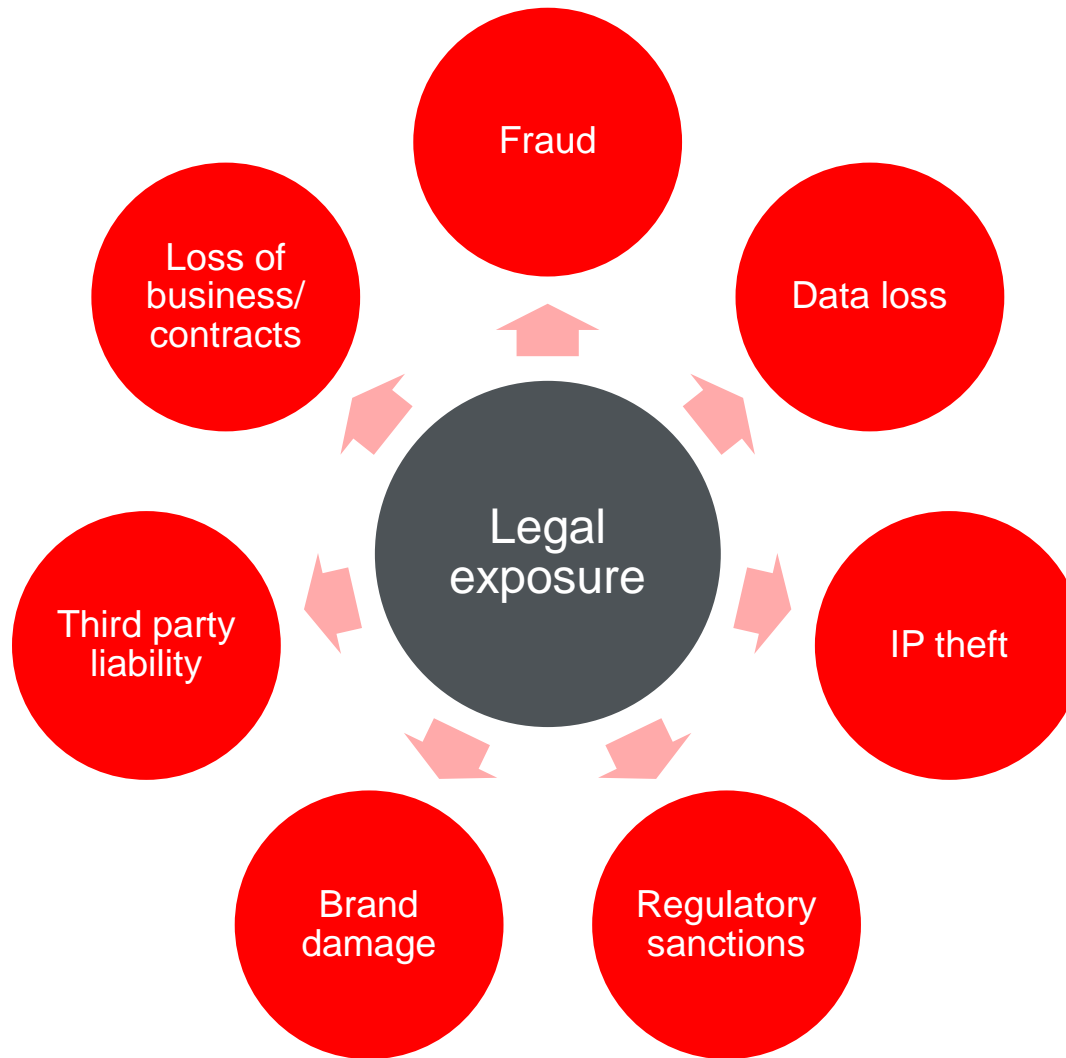 Fraud
Data loss
IP theft
Regulatory
sanctions
Brand
damage
Third party
liability
Loss of
business/
contracts
Legal
exposure